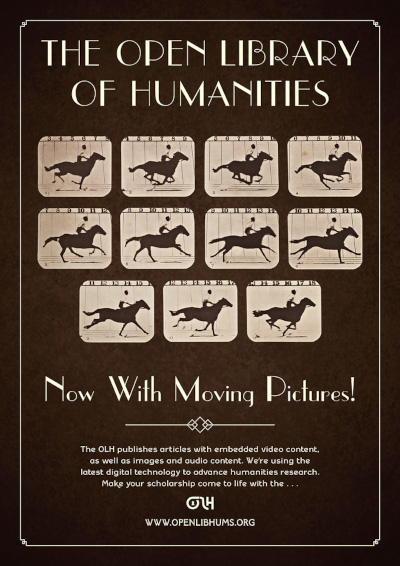 THE OPEN LIBRARY
OF HUMANITIES
Now With Moving Pictures!
The OLH publishes articles with embedded video content,
as well as images and audio content. We're using the
latest digital technology to advance humanities research.
Make your scholarship come to life with the . . .
OLH
WWW.OPENLIBHUMS.ORG